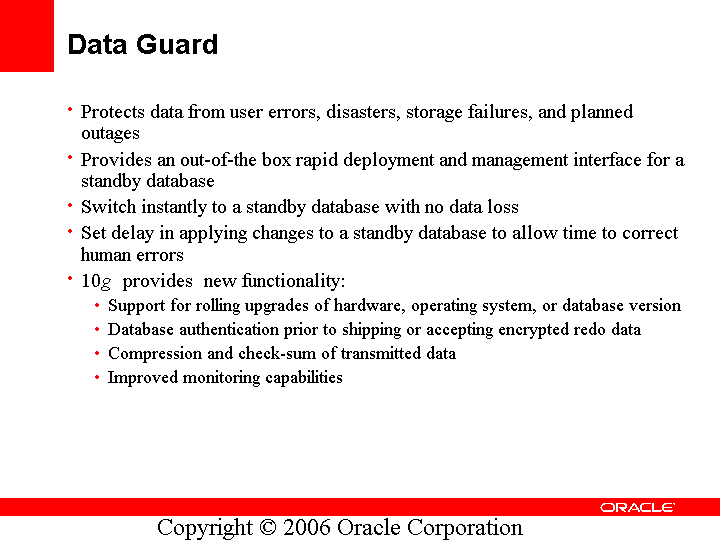 Data Guard
• Protects data from user errors, disasters, storage failures, and planned
outages
• Provides an out-of-the box rapid deployment and management interface for a
standby database
• Switch instantly to a standby database with no data loss
• Set delay in applying changes to a standby database to allow time to correct
human errors
• 10g provides new functionality:
• Support for rolling upgrades of hardware, operating system, or database version
• Database authentication prior to shipping or accepting encrypted redo data
• Compression and check-sum of transmitted data
• Improved monitoring capabilities
ORACLE
Copyright © 2006 Oracle Corporation